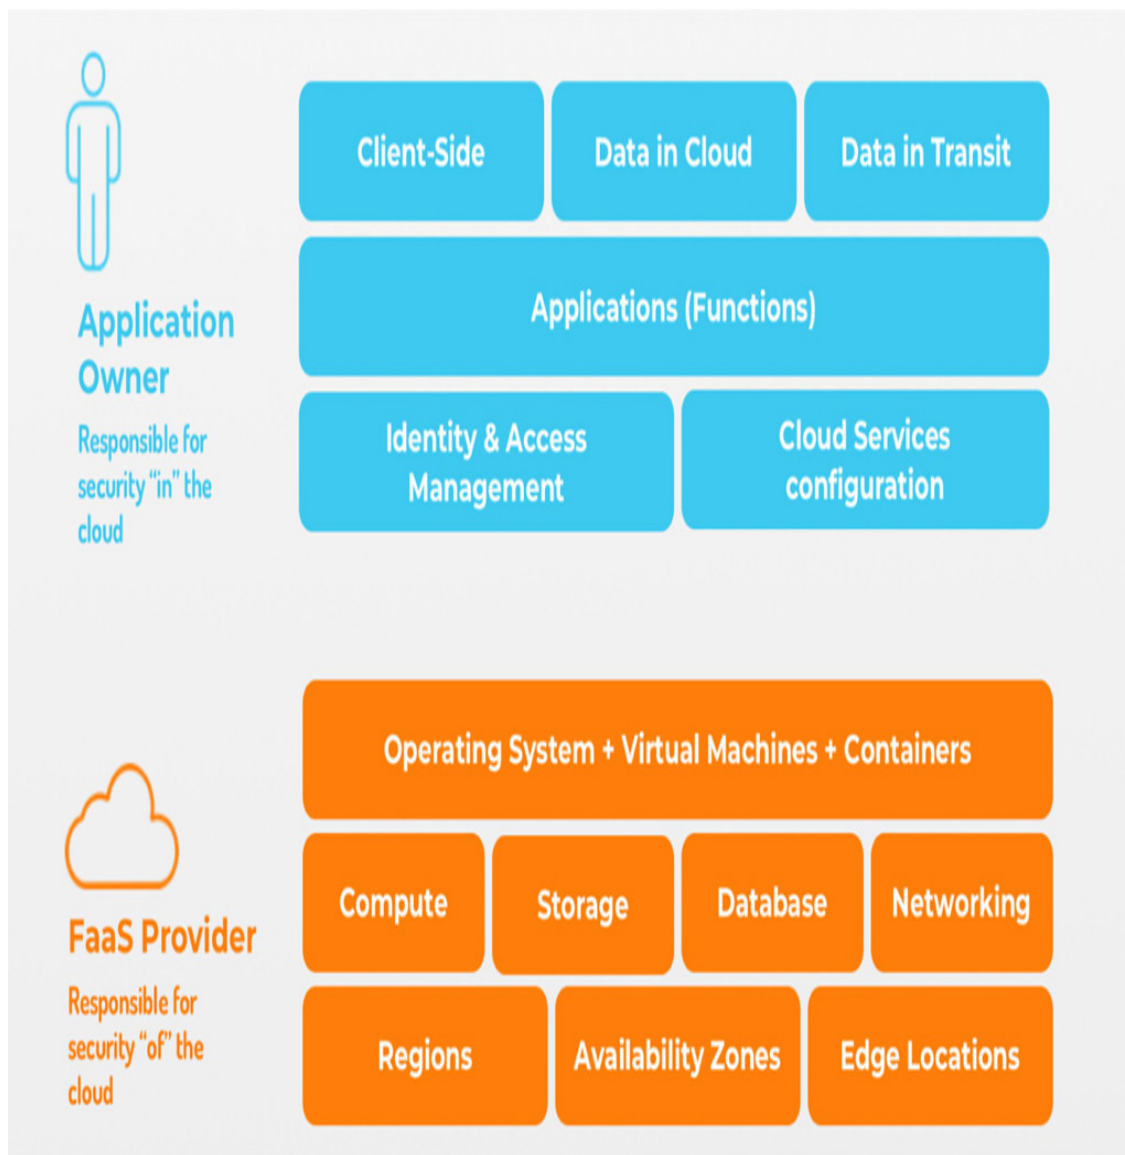 Client-Side
Data in Cloud
Data in Transit
Applications (Functions)
Identity & Access
Management
Cloud Services
configuration
Application
Owner
Responsible for
security “in” the
cloud
Operating System + Virtual Machines + Containers
Compute
Storage
Database
Networking
Regions
Availability Zones
Edge Locations
FaaS Provider
Responsible for
security “of” the
cloud